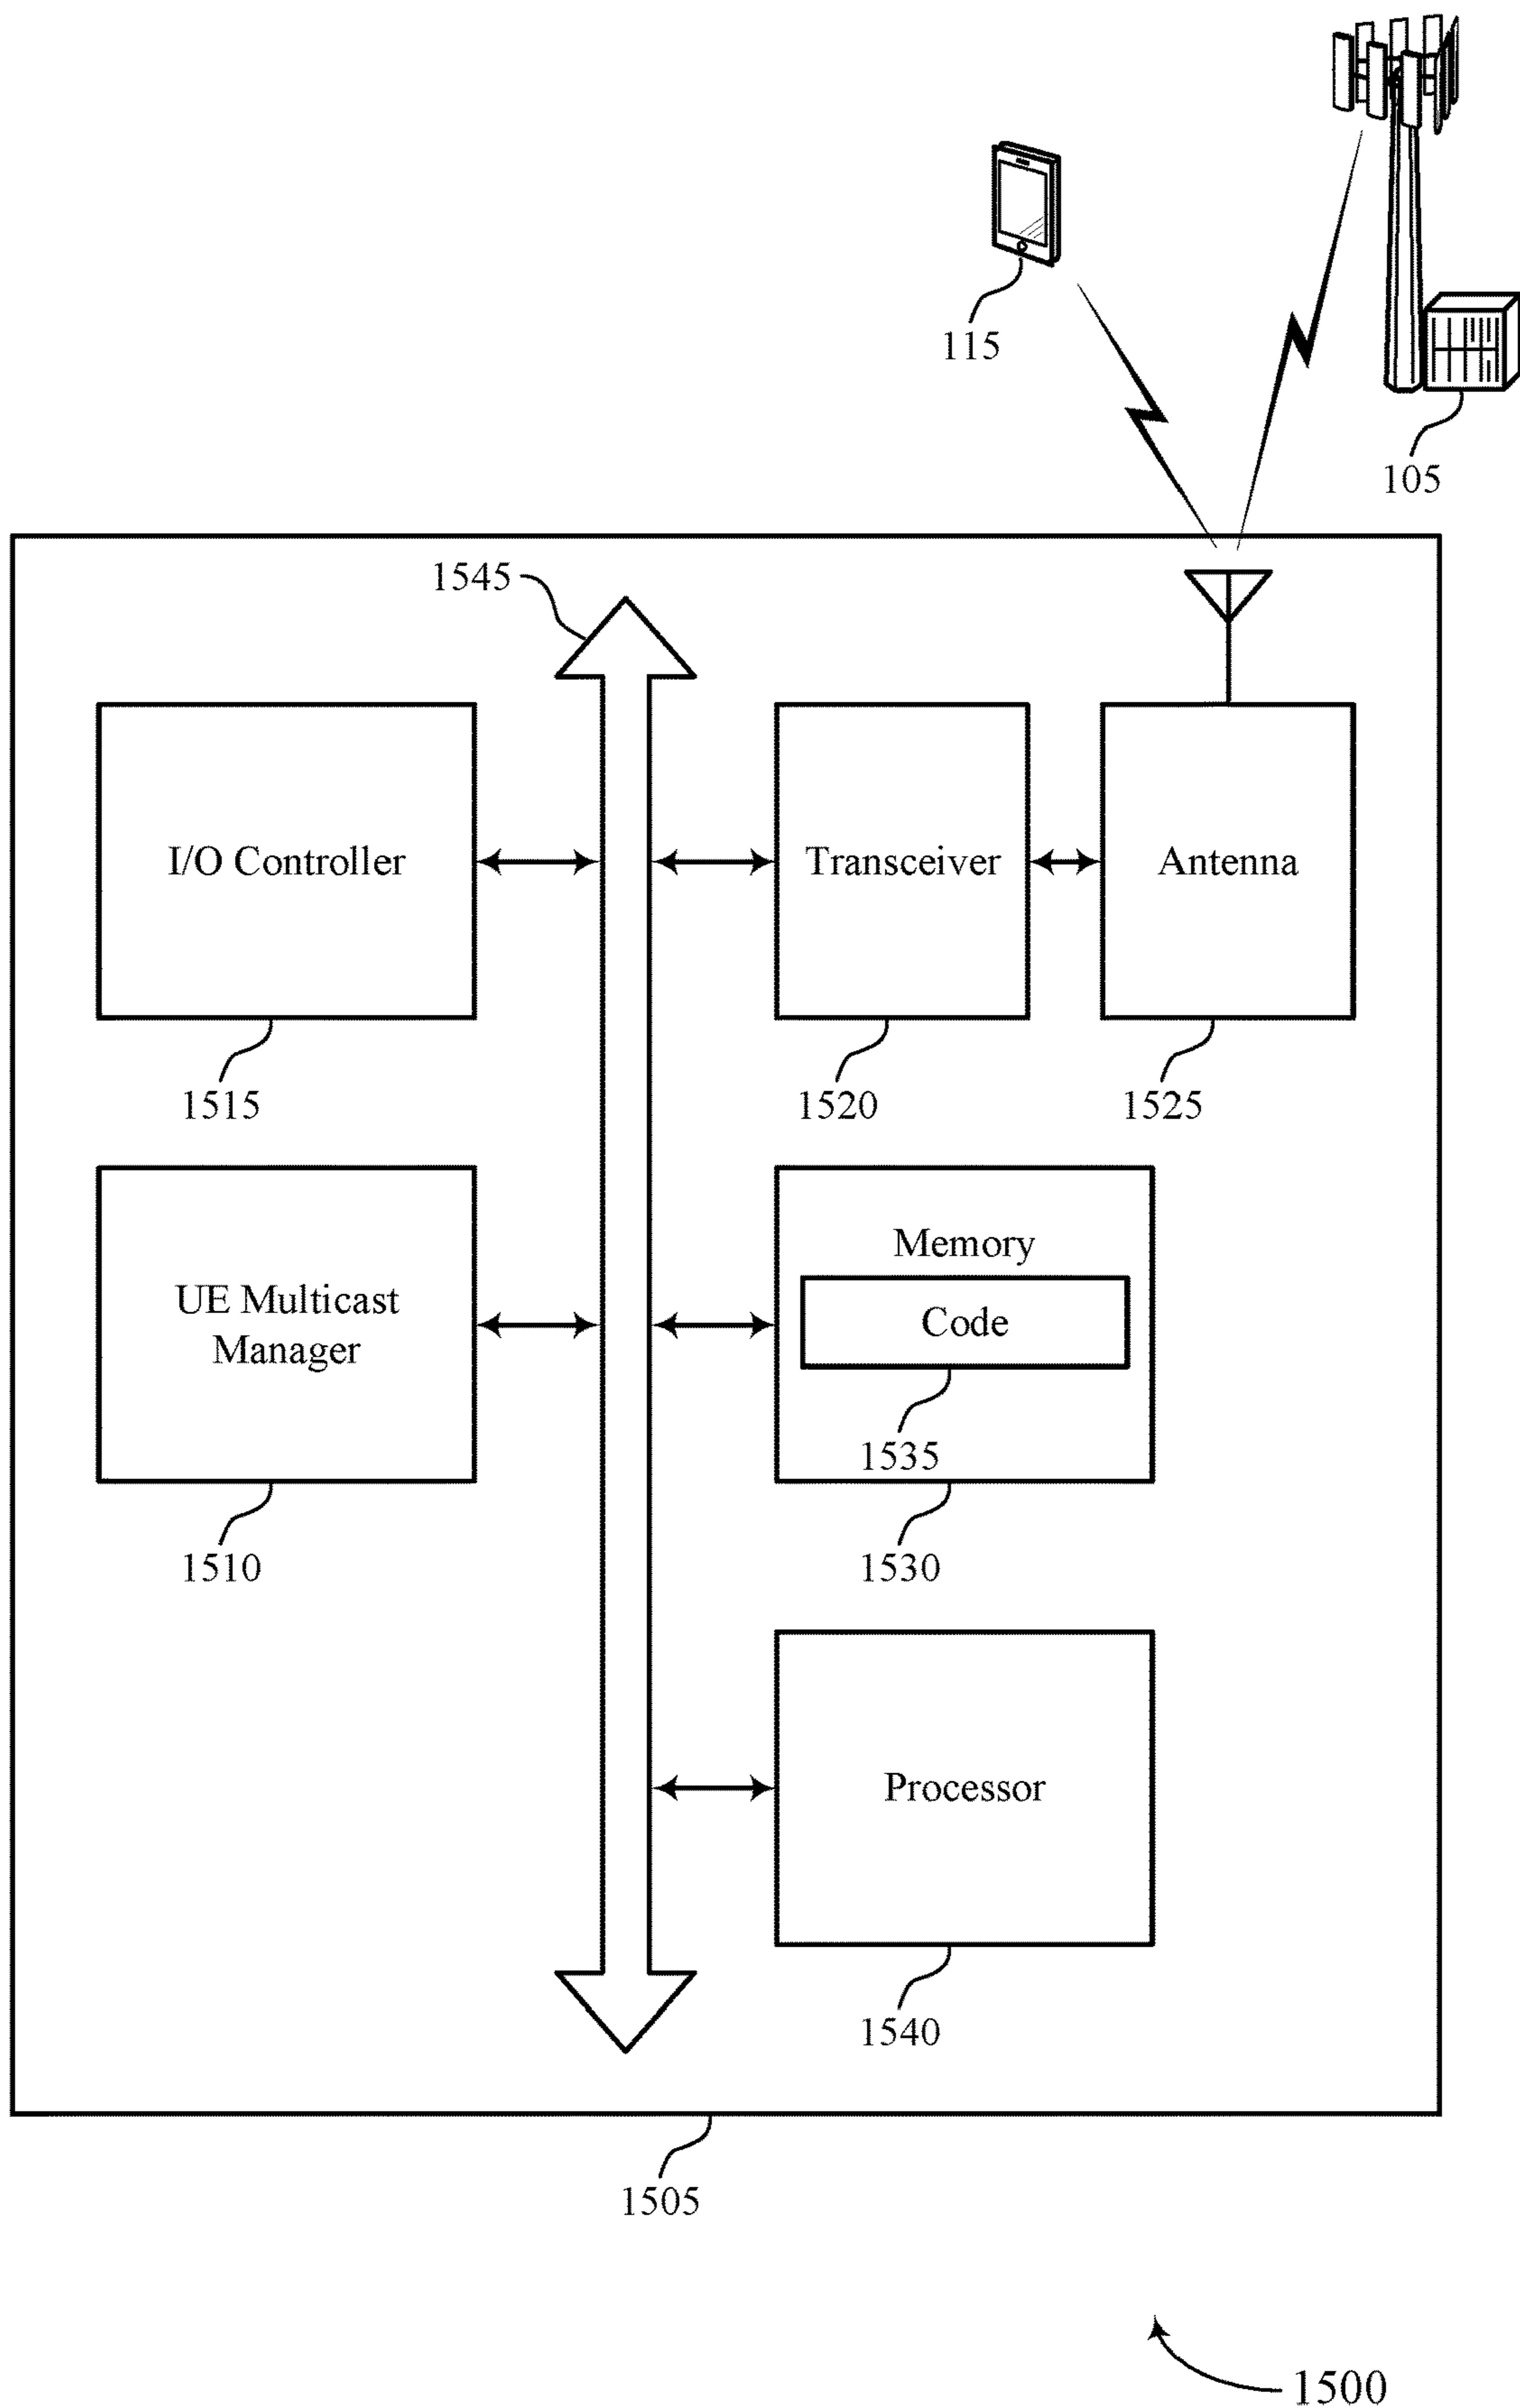 115
105
1545
I/O Controller
Transceiver
Antenna
1515
1520
1525
UE Multicast
Manager
Memory
Code
1535
1510
1530
Processor
1540
1505
1500